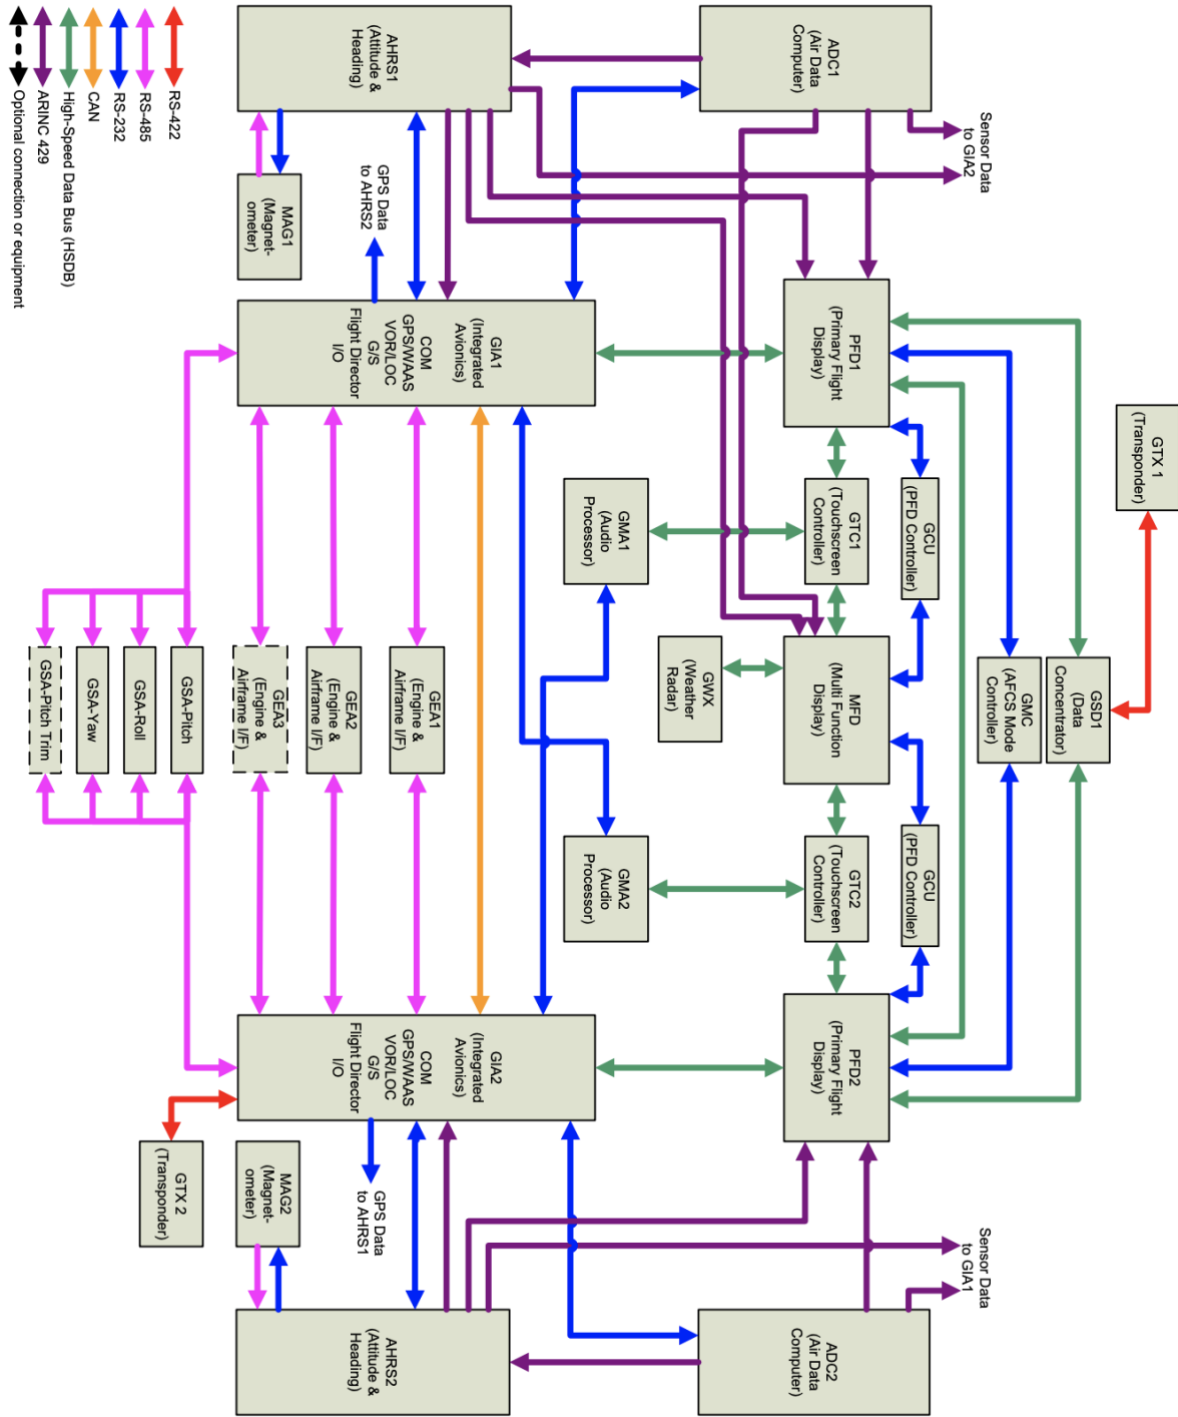 Sensor Data
to GIA1
ADC2
(Air Data
Computer)
AHRS2
(Attitude &
Heading)
GPS Data
to AHRS1
MAG2
(Magnet-
ometer)
GTX 2
(Transponder)
PFD2
(Primary Flight
Display)
GIA2
(Integrated
Avionics)
COM
GPS/WAAS
VOR/LOC
G/S
Flight Director
I/O
GCU
(PFD Controller)
GTC2
(Touchscreen
Controller)
GMA2
(Audio
Processor)
GSD1
(Data
Concentrator)
GMC
(AFCS Mode
Controller)
MFD
(Multi Function
Display)
GWX
(Weather
Radar)
GEA1
(Engine &
Airframe I/F)
GEA2
(Engine &
Airframe I/F)
GEA3
(Engine &
Airframe I/F)
GSA-Pitch
GSA-Roll
GSA-Yaw
GSA-Pitch Trim
GTX 1
(Transponder)
GCU
(PFD Controller)
GTC1
(Touchscreen
Controller)
GMA1
(Audio
Processor)
PFD1
(Primary Flight
Display)
GIA1
(Integrated
Avionics)
COM
GPS/WAAS
VOR/LOC
G/S
Flight Director
I/O
Sensor Data
to GIA2
GPS Data
to AHRS2
MAG1
(Magnet-
ometer)
ADC1
(Air Data
Computer)
AHRS1
(Attitude &
Heading)
RS-422
RS-485
RS-232
CAN
High-Speed Data Bus (HSDB)
ARINC 429
Optional connection or equipment